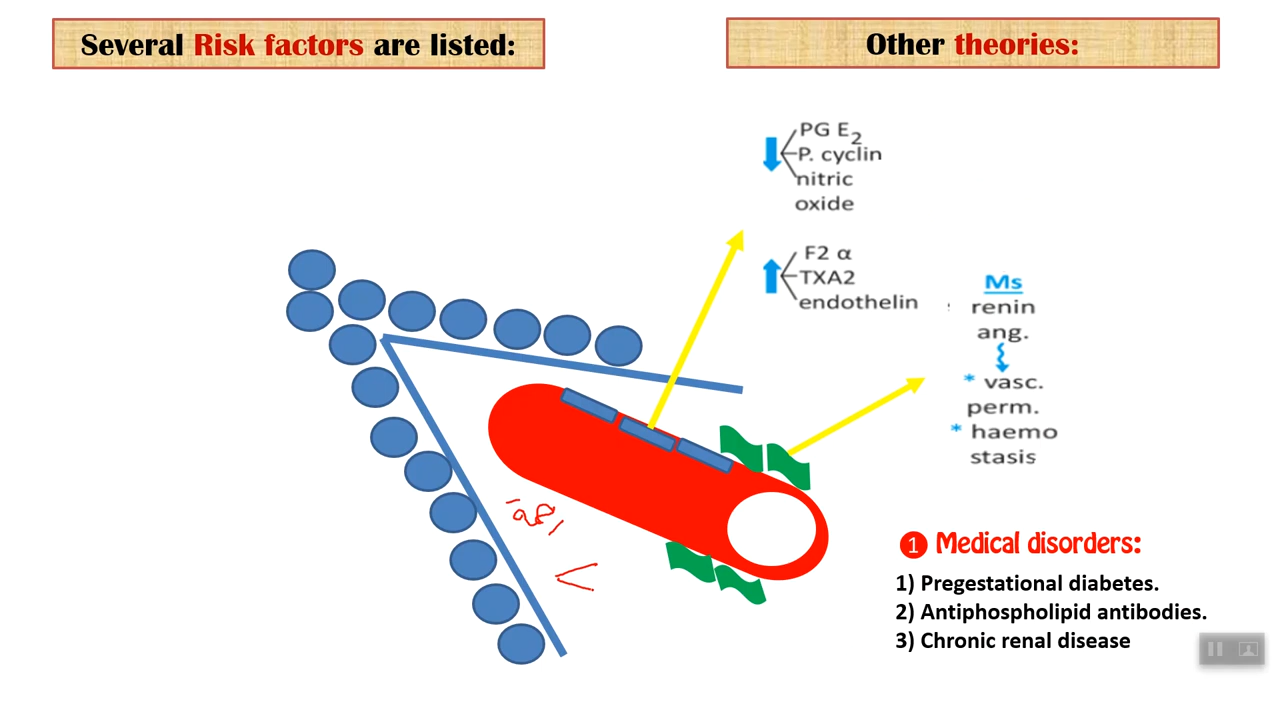 Several Risk factors are listed:
Other theories:
PG E2
P. cyclin
nitric
oxide
F2 α
TXA2
endothelin
Ms
renin
ang.
* vasc.
perm.
* haemo
stasis
1 Medical disorders:
1) Pregestational diabetes.
2) Antiphospholipid antibodies.
3) Chronic renal disease